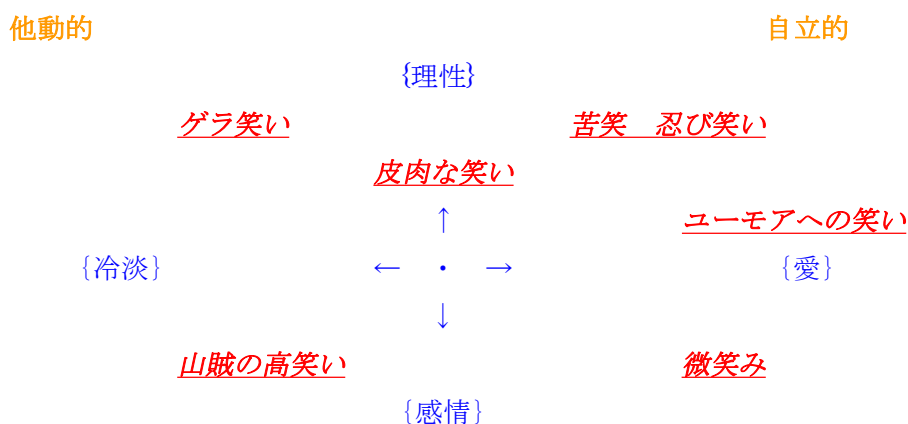 他動的 自立的
{理性}
ゲラ笑い 苦笑　忍び笑い
皮肉な笑い
↑
ユーモアへの笑い
{冷淡} ← ・ → {愛}
↓
山賊の高笑い 微笑み
{感情}